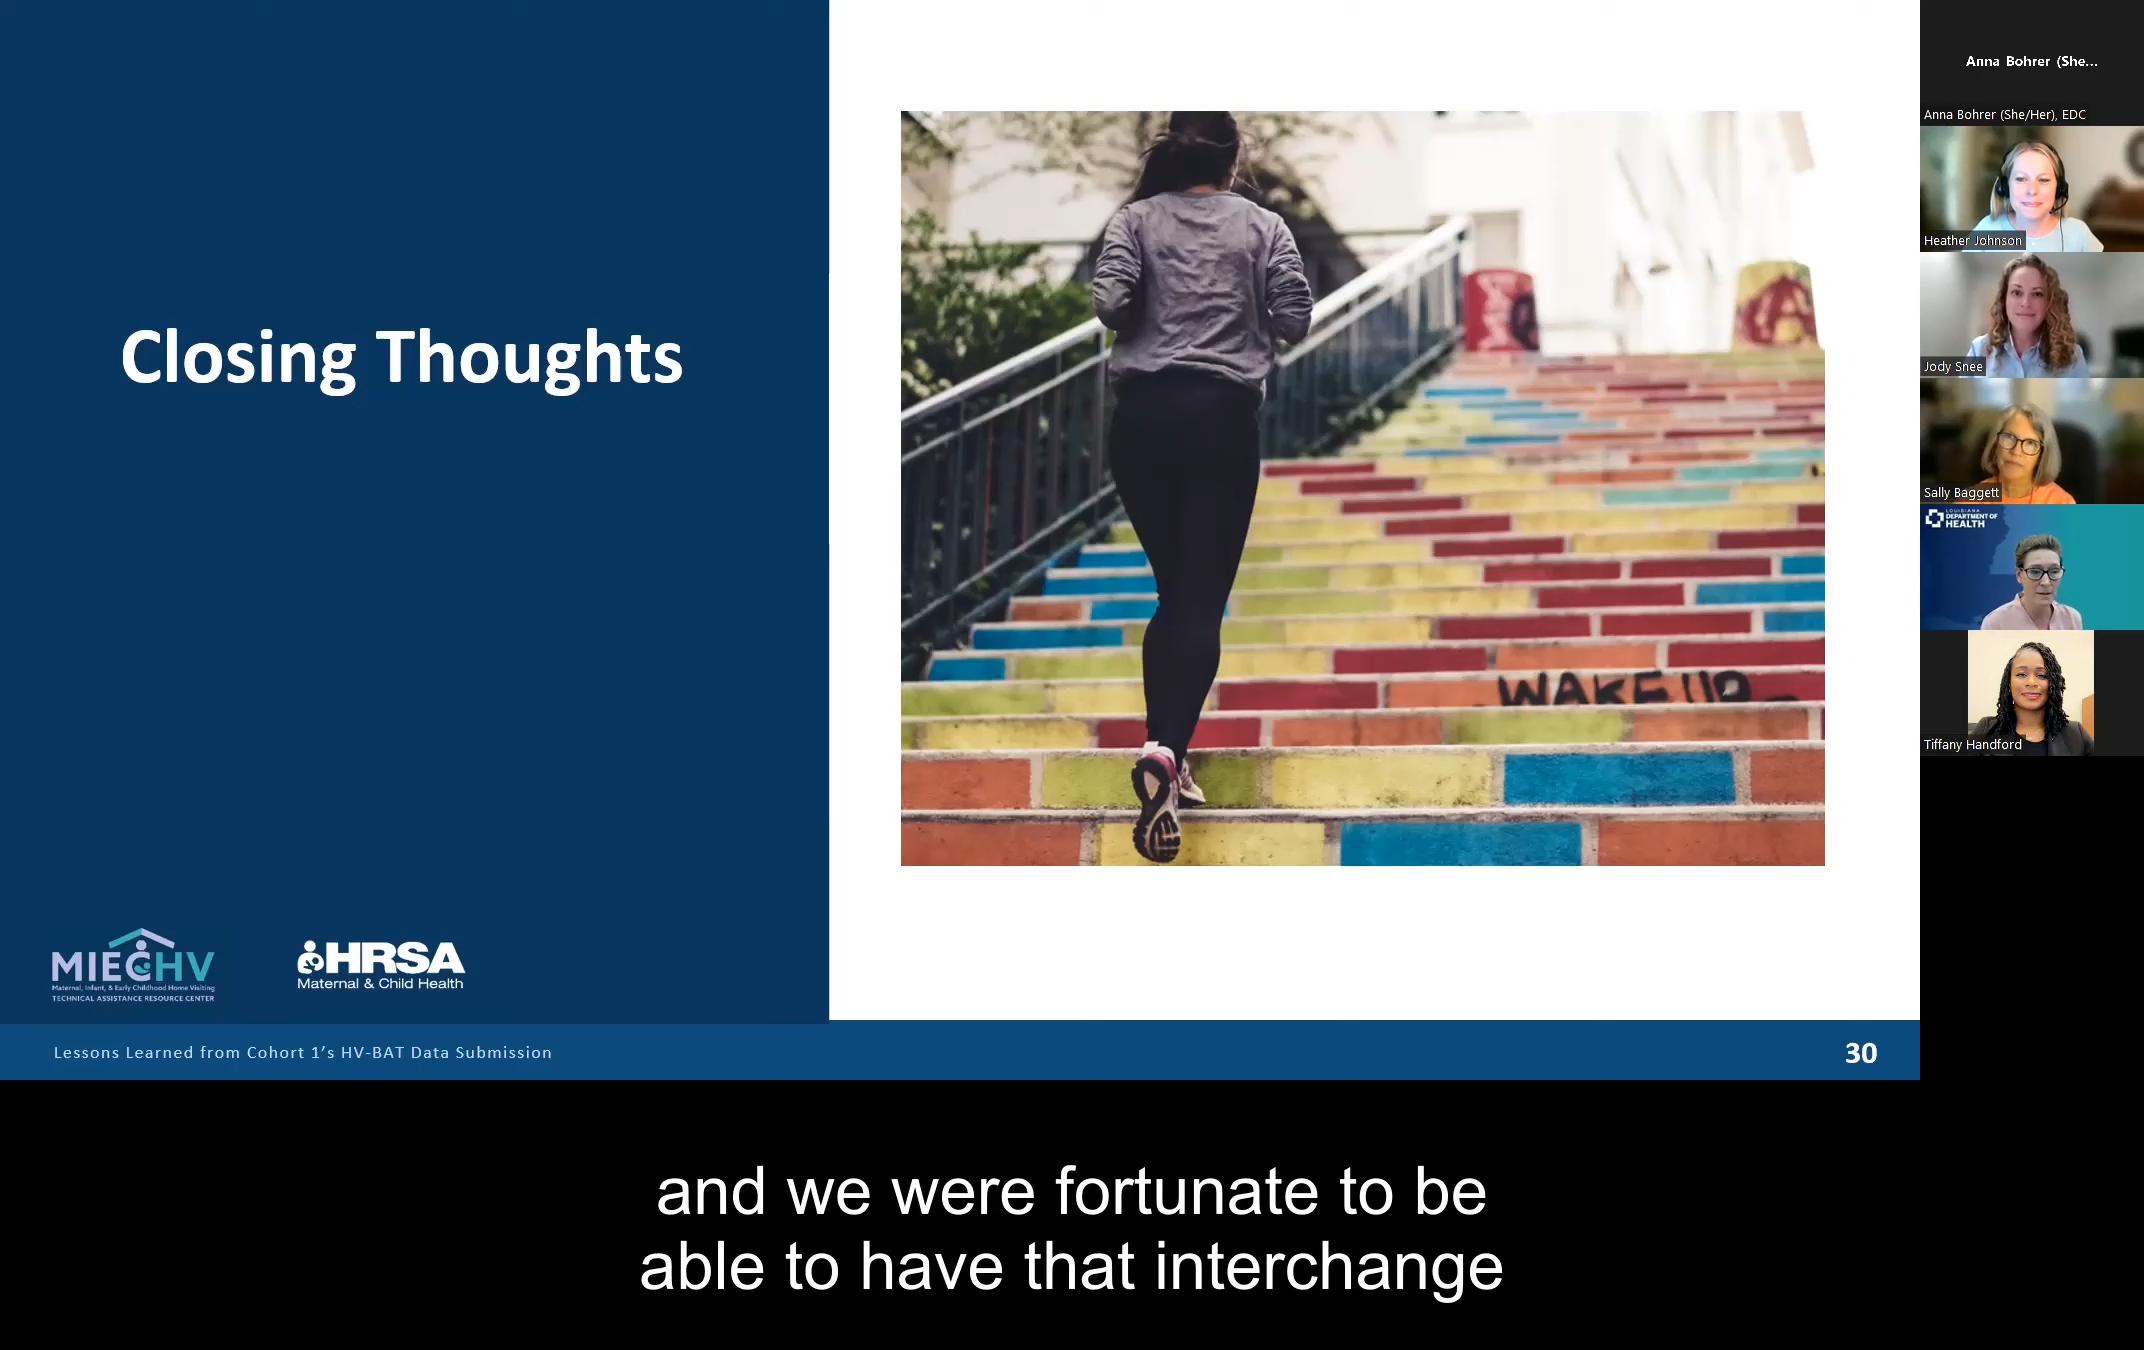 Closing Thoughts
MIECHV
Maternal, Infant, & Early Childhood Home Visiting
TECHNICAL ASSISTANCE RESOURCE CENTER
HRSA
Maternal & Child Health
Lessons Learned from Cohort 1's HV-BAT Data Submission
30
WAKE UP
Anna Bohrer (She...
Anna Bohrer (She/Her), EDC
Heather Johnson
Jody Snee
Sally Baggett
LOUISIANA
DEPARTMENT OF
HEALTH
Tiffany Handford
and we were fortunate to be
able to have that interchange